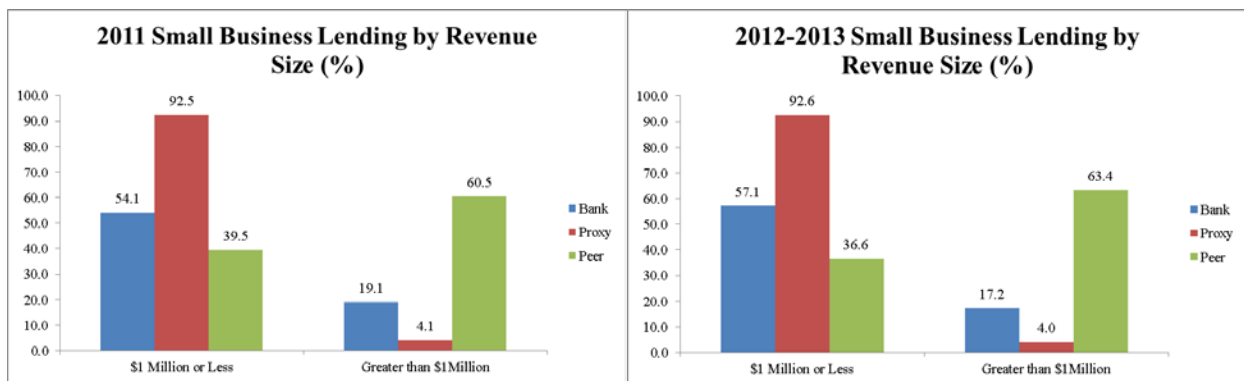 2011 Small Business Lending by Revenue
Size (%)
100.0
90.0
80.0
70.0
60.0
50.0
40.0
30.0
20.0
10.0
0.0
92.5
54.1
39.5
60.5
19.1
4.1
$1 Million or Less
Greater than $1Million
Bank
Proxy
Peer
2012-2013 Small Business Lending by
Revenue Size (%)
100.0
90.0
80.0
70.0
60.0
50.0
40.0
30.0
20.0
10.0
0.0
92.6
57.1
36.6
63.4
17.2
4.0
$1 Million or Less
Greater than $1Million
Bank
Proxy
Peer